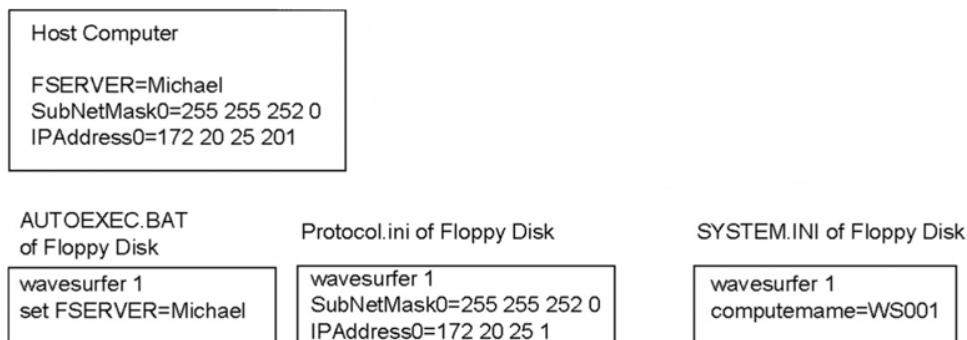 Host Computer
FSERVER=Michael
SubNetMask0=255 255 252 0
IPAddress0=172 20 25 201
AUTOEXEC.BAT
of Floppy Disk
wavesurfer 1
set FSERVER=Michael
Protocol.ini of Floppy Disk
wavesurfer 1
SubNetMask0=255 255 252 0
IPAddress0=172 20 25 1
SYSTEM.INI of Floppy Disk
wavesurfer 1
computemame=WS001